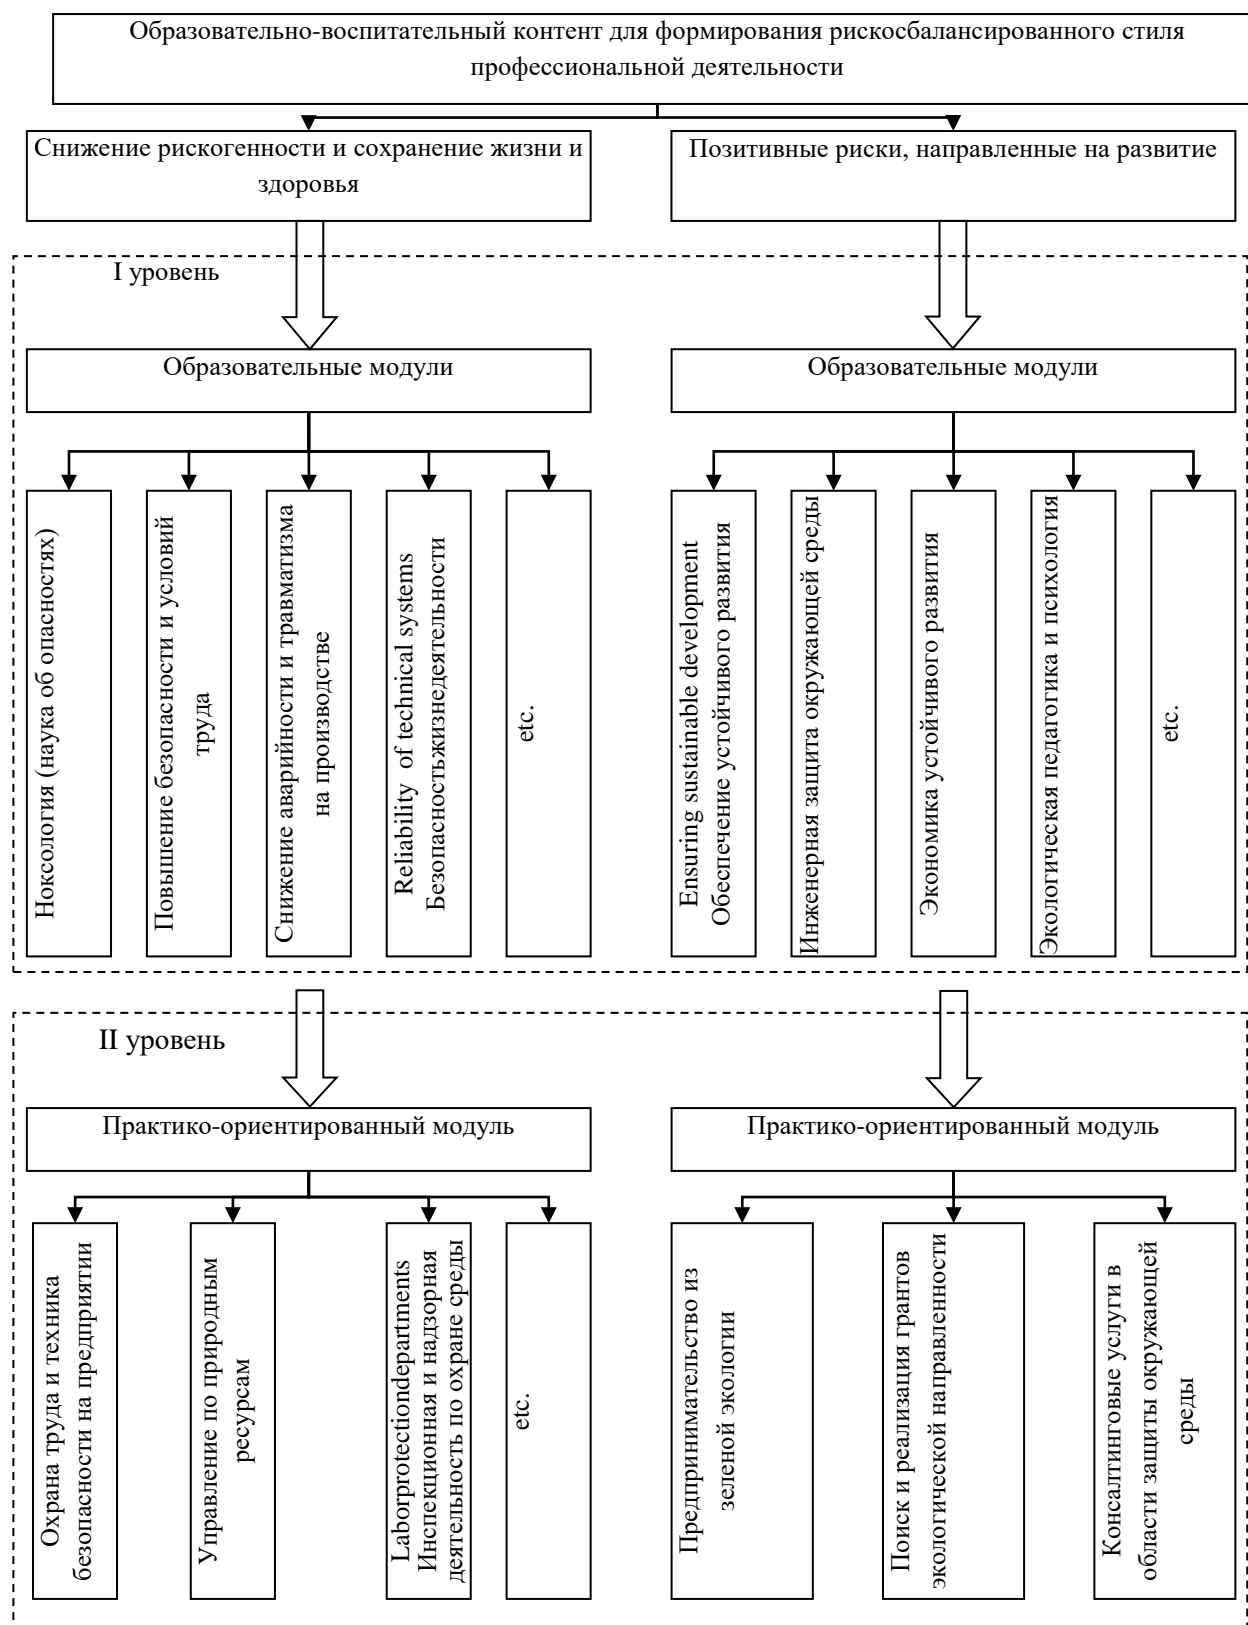 Образовательно-воспитательный контент для формирования рискосбалансированного стиля
профессиональной деятельности
Снижение рискогенности и сохранение жизни и
здоровья
Позитивные риски, направленные на развитие
I уровень
Образовательные модули
Образовательные модули
Ноксология (наука об опасностях)
Повышение безопасности и условий
труда
Снижение аварийности и травматизма
на производстве
Reliability of technical systems
Безопасностьжизнедеятельности
etc.
Ensuring sustainable development
Обеспечение устойчивого развития
Инженерная защита окружающей среды
Экономика устойчивого развития
Экологическая педагогика и психология
etc.
II уровень
Практико-ориентированный модуль
Практико-ориентированный модуль
Охрана труда и техника
безопасности на предприятии
Управление по природным
ресурсам
Laborprotectiondepartments
Инспекционная и надзорная
деятельность по охране среды
etc.
Предпринимательство из
зеленой экологии
Поиск и реализация грантов
экологической направленности
Консалтинговые услуги в
области защиты окружающей
среды